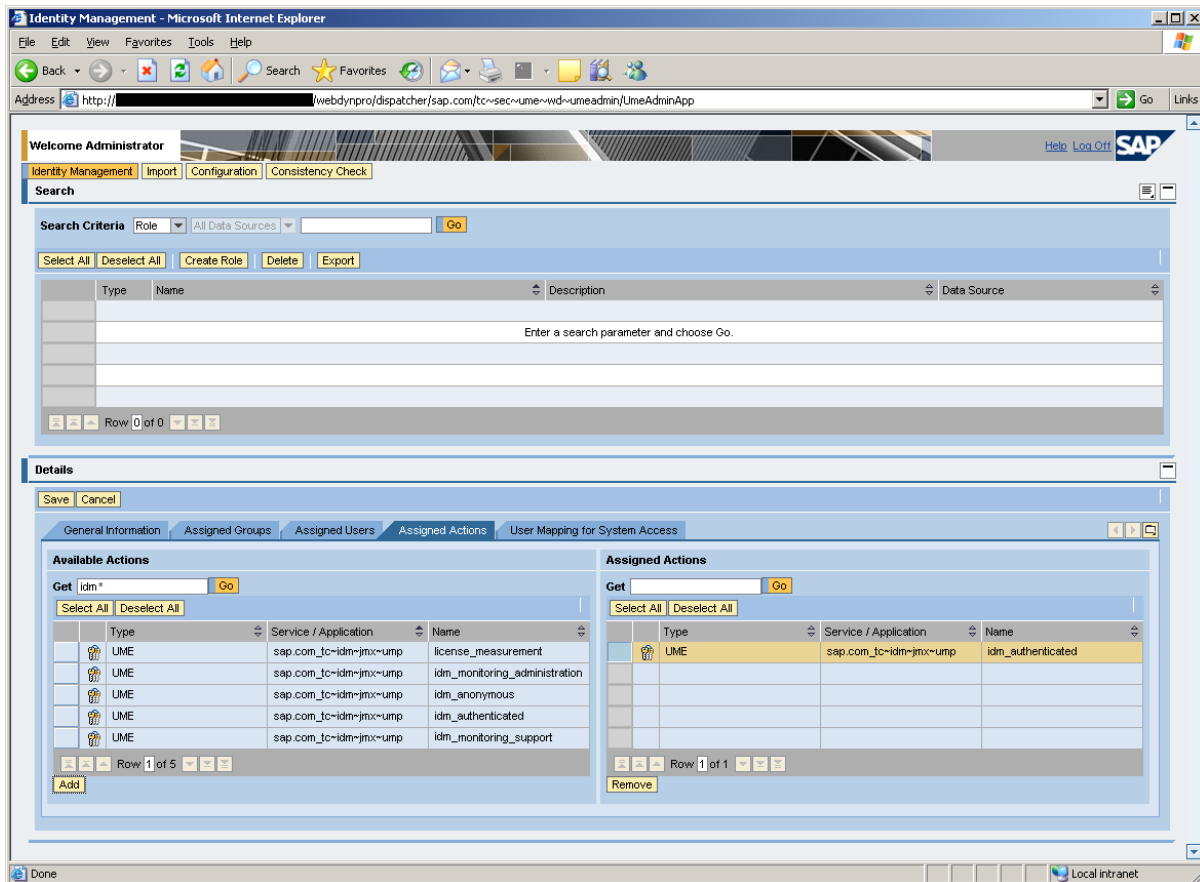 Identity Management - Microsoft Internet Explorer
File Edit View Favorites Tools Help
Back Search Favorites
Address http:// /webdynpro/dispatcher/sap.com/tc~sec~ume~wd~umeadmin/UmeAdminApp Go Links
Welcome Administrator Help Log Off SAP
Identity Management Import Configuration Consistency Check
Search
Search Criteria Role All Data Sources Go
Select All Deselect All Create Role Delete Export
Type Name Description Data Source
Enter a search parameter and choose Go.
Row 0 of 0
Details
Save Cancel
General Information Assigned Groups Assigned Users Assigned Actions User Mapping for System Access
Available Actions Assigned Actions
Get idm* Go Get Go
Select All Deselect All Select All Deselect All
Type Service / Application Name Type Service / Application Name
UME sap.com_tc~idm~jmx~ump license_measurement UME sap.com_tc~idm~jmx~ump idm_authenticated
UME sap.com_tc~idm~jmx~ump idm_monitoring_administration
UME sap.com_tc~idm~jmx~ump idm_anonymous
UME sap.com_tc~idm~jmx~ump idm_authenticated
UME sap.com_tc~idm~jmx~ump idm_monitoring_support
Row 1 of 5 Row 1 of 1
Add Remove
Done Local intranet